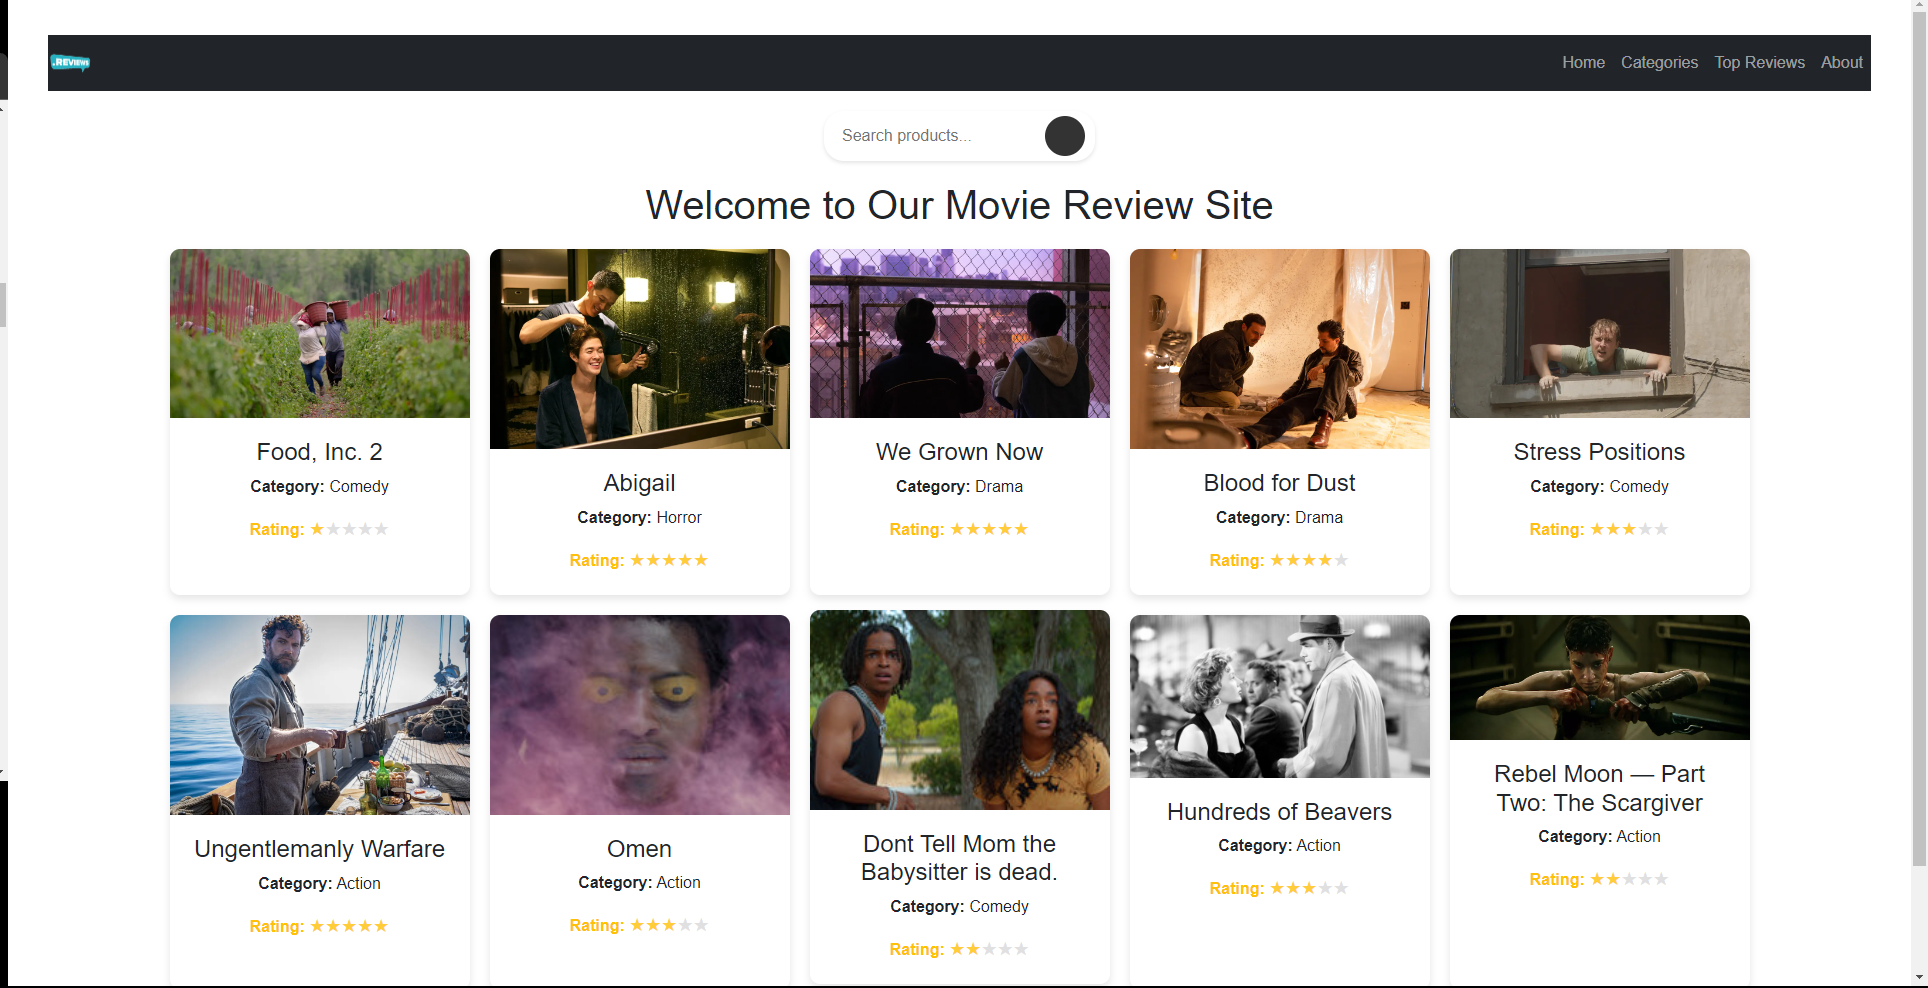 .REVIEWS
Home Categories Top Reviews About
Search products...
Welcome to Our Movie Review Site
Food, Inc. 2
Category: Comedy
Rating: ★★★★★
Abigail
Category: Horror
Rating: ★★★★★
We Grown Now
Category: Drama
Rating: ★★★★★
Blood for Dust
Category: Drama
Rating: ★★★★★
Stress Positions
Category: Comedy
Rating: ★★★★★
Ungentlemanly Warfare
Category: Action
Rating: ★★★★★
Omen
Category: Action
Rating: ★★★★★
Dont Tell Mom the
Babysitter is dead.
Category: Comedy
Rating: ★★★★★
Hundreds of Beavers
Category: Action
Rating: ★★★★★
Rebel Moon — Part
Two: The Scargiver
Category: Action
Rating: ★★★★★